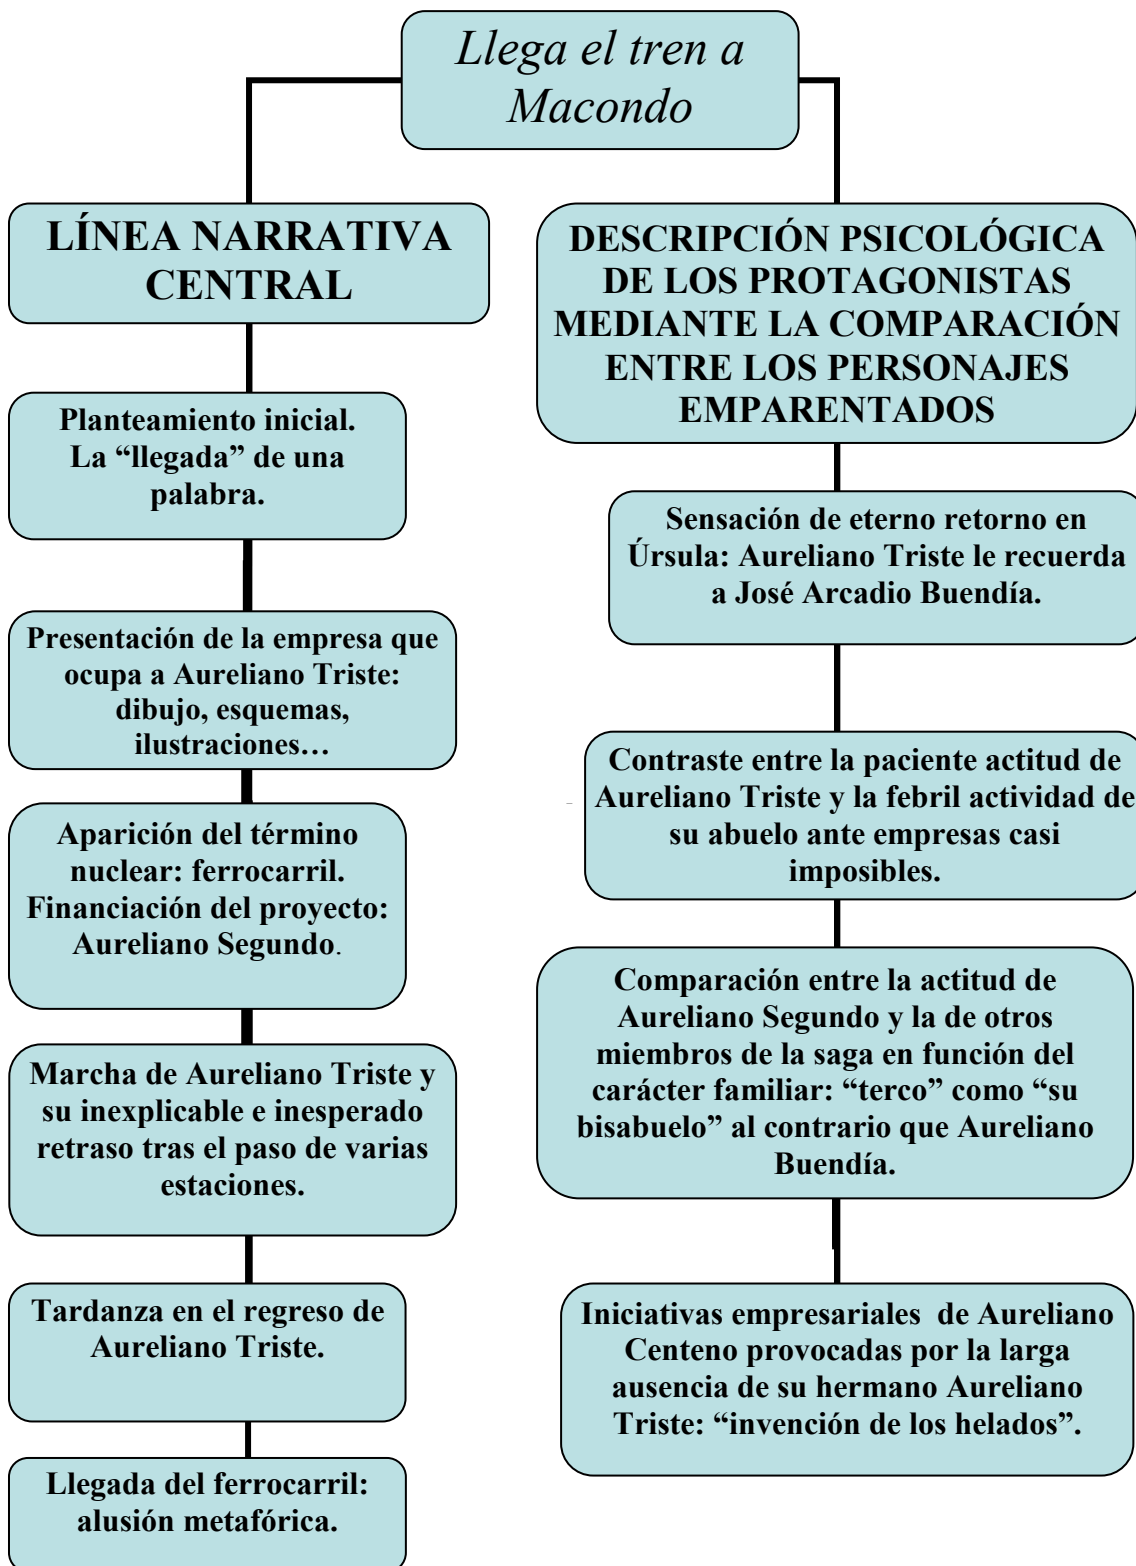 Llega el tren a
Macondo
LÍNEA NARRATIVA
CENTRAL
Planteamiento inicial.
La “llegada” de una
palabra.
Presentación de la empresa que
ocupa a Aureliano Triste:
dibujo, esquemas,
ilustraciones…
Aparición del término
nuclear: ferrocarril.
Financiación del proyecto:
Aureliano Segundo.
Marcha de Aureliano Triste y
su inexplicable e inesperado
retraso tras el paso de varias
estaciones.
Tardanza en el regreso de
Aureliano Triste.
Llegada del ferrocarril:
alusión metafórica.
DESCRIPCIÓN PSICOLÓGICA
DE LOS PROTAGONISTAS
MEDIANTE LA COMPARACIÓN
ENTRE LOS PERSONAJES
EMPARENTADOS
Sensación de eterno retorno en
Úrsula: Aureliano Triste le recuerda
a José Arcadio Buendía.
Contraste entre la paciente actitud de
Aureliano Triste y la febril actividad de
su abuelo ante empresas casi
imposibles.
Comparación entre la actitud de
Aureliano Segundo y la de otros
miembros de la saga en función del
carácter familiar: “terco” como “su
bisabuelo” al contrario que Aureliano
Buendía.
Iniciativas empresariales de Aureliano
Centeno provocadas por la larga
ausencia de su hermano Aureliano
Triste: “invención de los helados”.